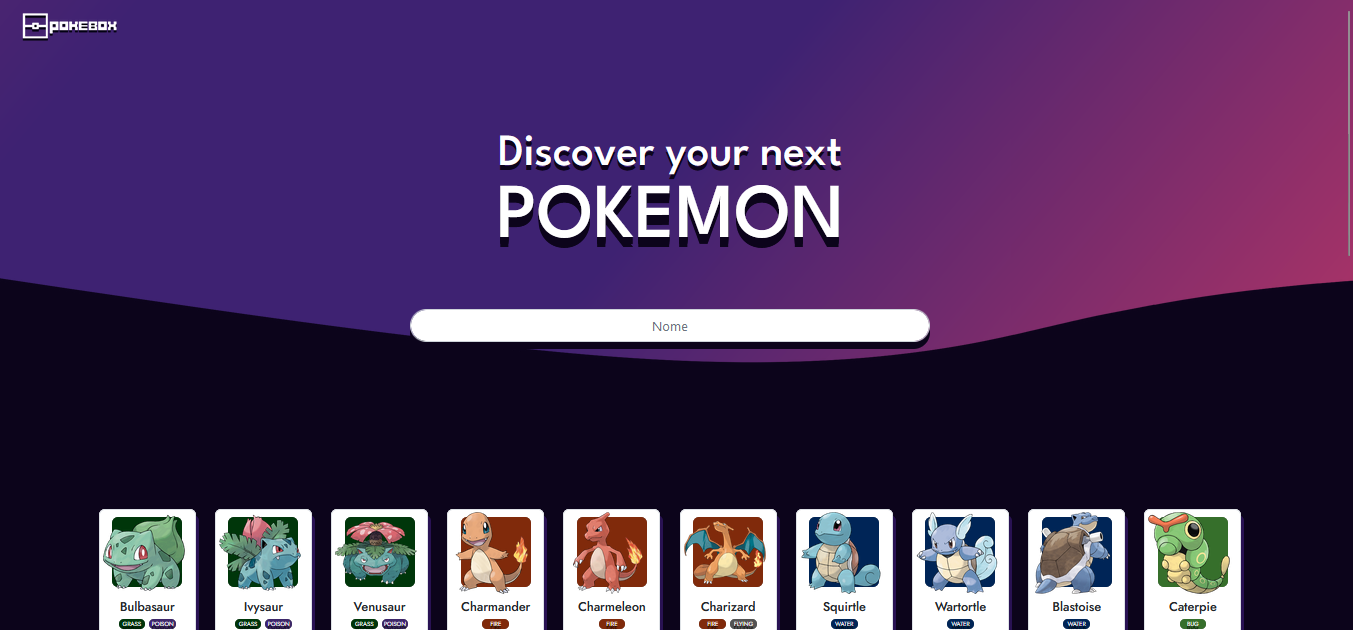 POKEBOX
Discover your next
POKEMON
Nome
Bulbasaur
GRASS POISON
Ivysaur
GRASS POISON
Venusaur
GRASS POISON
Charmander
FIRE
Charmeleon
FIRE
Charizard
FIRE FLYING
Squirtle
WATER
Wartortle
WATER
Blastoise
WATER
Caterpie
BUG